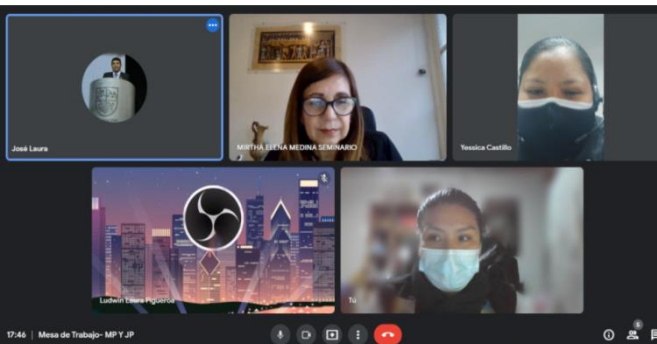 José Laura
MIRTHA ELENA MEDINA SEMINARIO
Yessica Castillo
Ludwin Laura Figueroa
Tú
17:46 | Mesa de Trabajo- MP Y JP